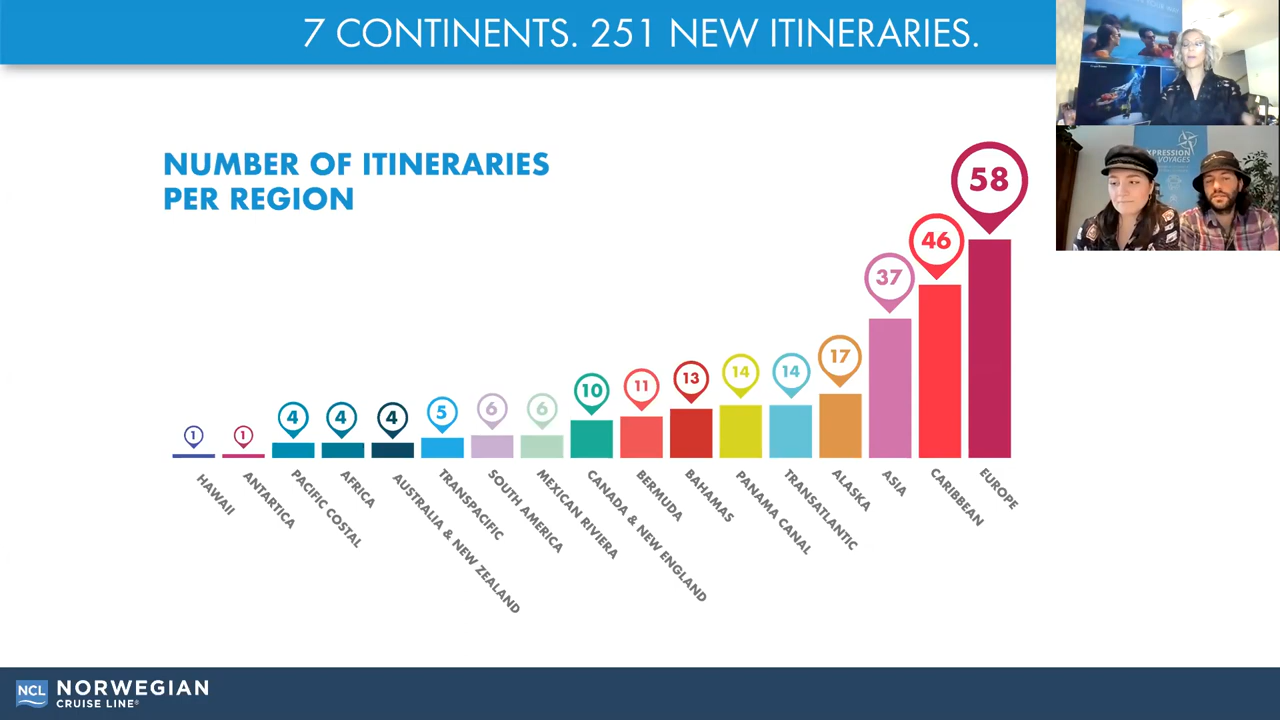 7 CONTINENTS. 251 NEW ITINERARIES.
NUMBER OF ITINERARIES
PER REGION
1
1
4
4
4
5
6
6
10
11
13
14
14
17
37
46
58
HAWAII
ANTARTICA
PACIFIC COSTAL
AFRICA
AUSTRALIA & NEW ZEALAND
TRANSPACIFIC
SOUTH AMERICA
MEXICAN RIVIERA
CANADA & NEW ENGLAND
BERMUDA
BAHAMAS
PANAMA CANAL
TRANSATLANTIC
ALASKA
ASIA
CARIBBEAN
EUROPE
XPRESSION
VOYAGES
NCL NORWEGIAN
CRUISE LINE®